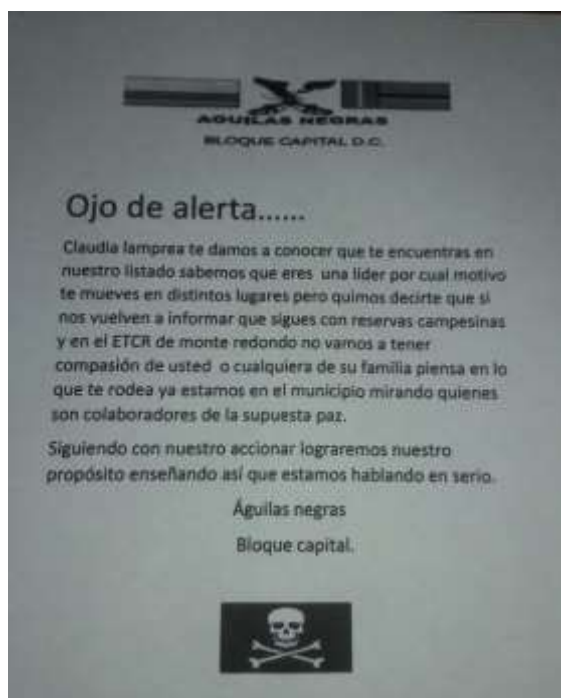 AGUILAS NEGRAS
BLOQUE CAPITAL D.C.
Ojo de alerta......
Claudia lamprea te damos a conocer que te encuentras en
nuestro listado sabemos que eres una líder por cual motivo
te mueves en distintos lugares pero quimos decirte que si
nos vuelven a informar que sigues con reservas campesinas
y en el ETCR de monte redondo no vamos a tener
compasión de usted o cualquiera de su familia piensa en lo
que te rodea ya estamos en el municipio mirando quienes
son colaboradores de la supuesta paz.
Siguiendo con nuestro accionar lograremos nuestro
propósito enseñando así que estamos hablando en serio.
Águilas negras
Bloque capital.